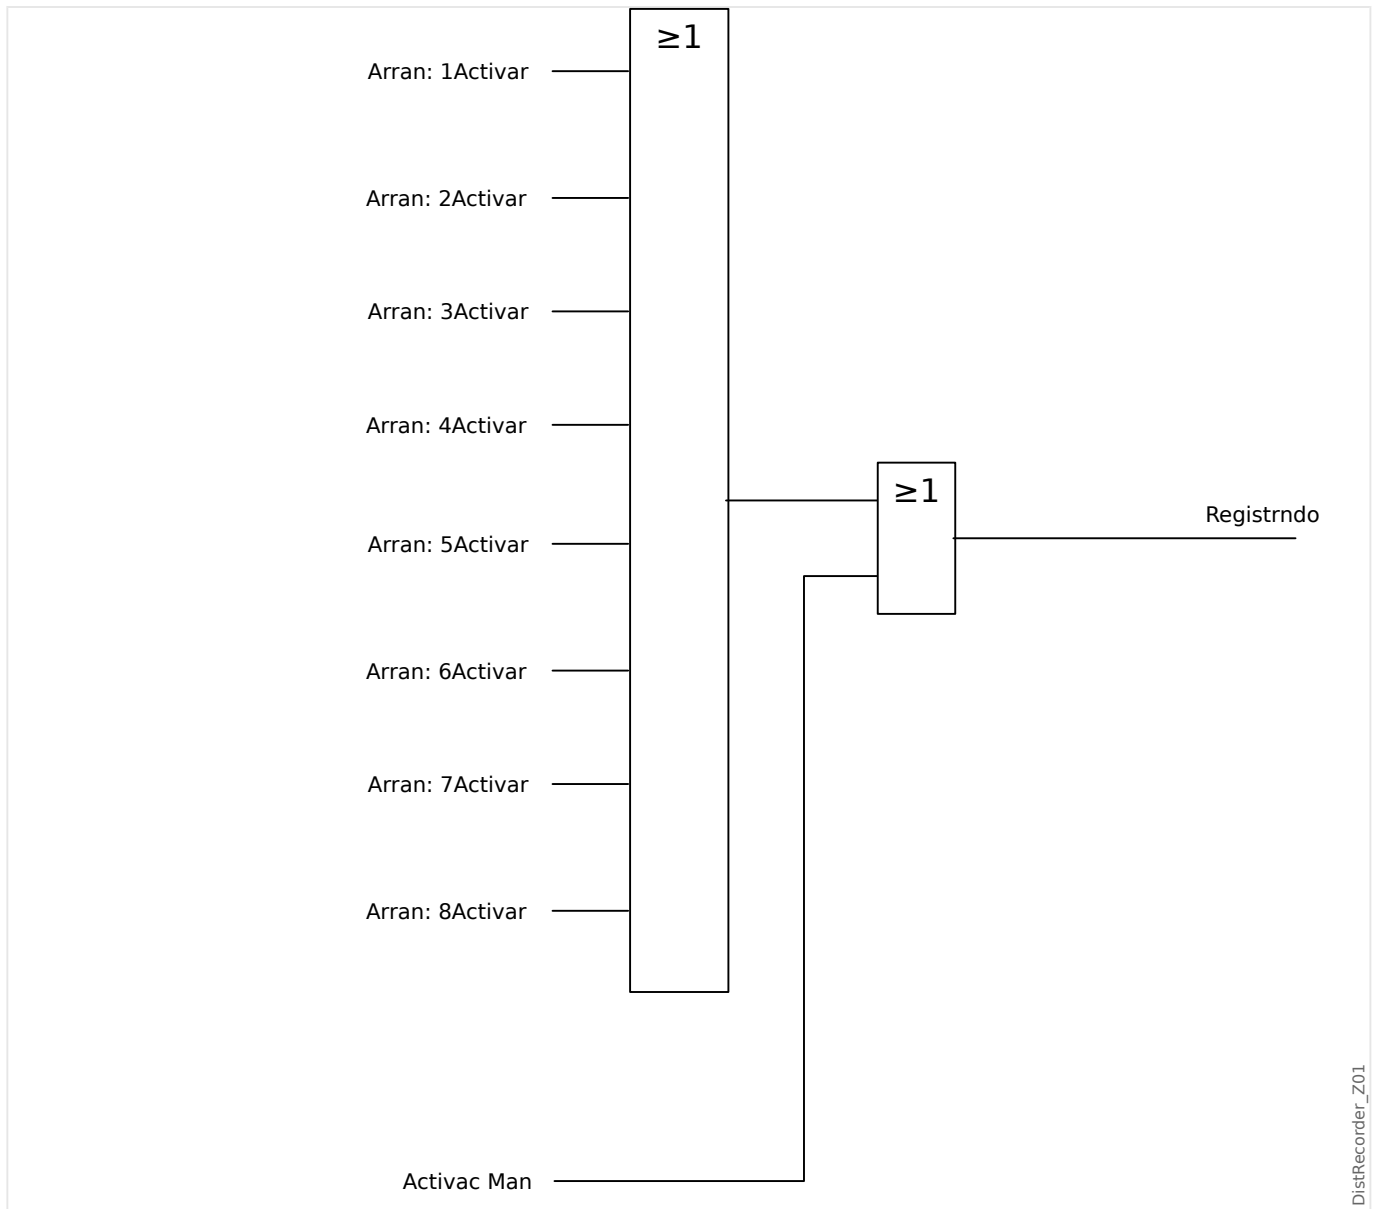 ≥1
Arran: 1Activar
Arran: 2Activar
Arran: 3Activar
Arran: 4Activar
≥1
Registrndo
Arran: 5Activar
Arran: 6Activar
Arran: 7Activar
Arran: 8Activar
Activac Man
DistRecorder_Z01